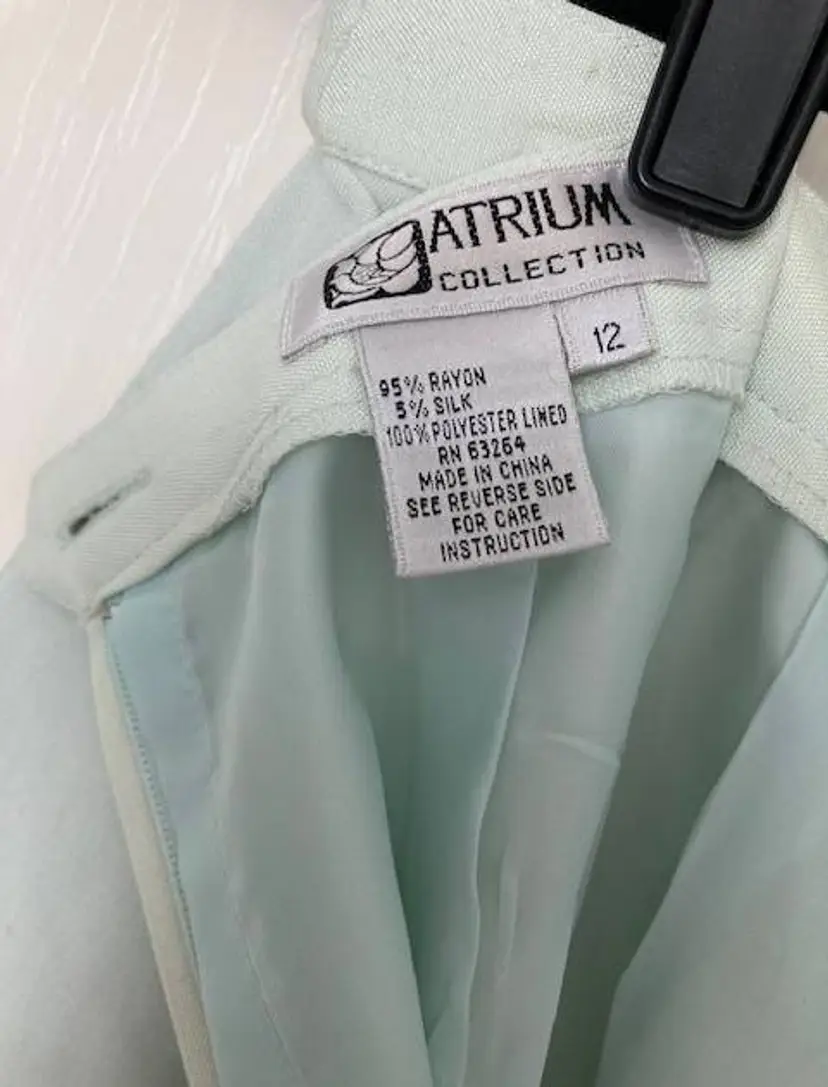 ATRIUM
COLLECTION
12
95% RAYON
5% SILK
100% POLYESTER LINED
RN 63264
MADE IN CHINA
SEE REVERSE SIDE
FOR CARE
INSTRUCTION